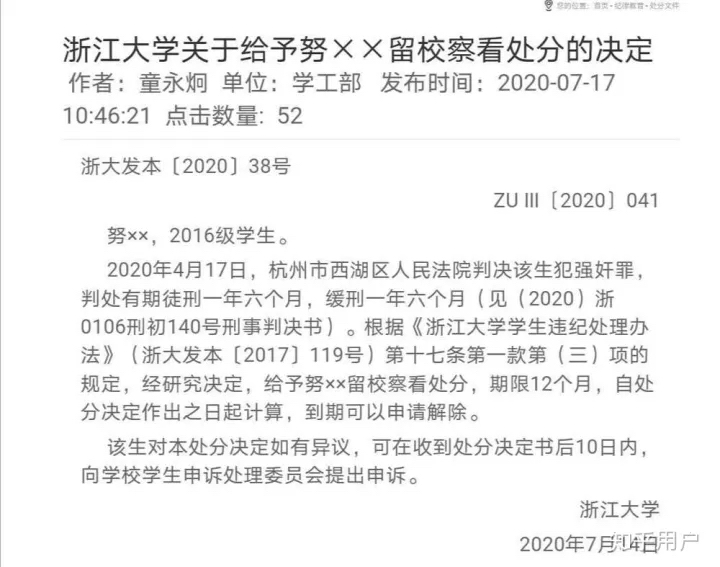 您的位置：首页 · 纪律教育 · 处分文件
浙江大学关于给予努××留校察看处分的决定
作者：童永炯 单位：学工部 发布时间：2020-07-17
10:46:21 点击数量: 52
浙大发本〔2020〕38号
ZU III〔2020〕041
努××，2016级学生。
2020年4月17日，杭州市西湖区人民法院判决该生犯强奸罪，
判处有期徒刑一年六个月，缓刑一年六个月（见（2020）浙
0106刑初140号刑事判决书）。根据《浙江大学学生违纪处理办
法》（浙大发本〔2017〕119号）第十七条第一款第（三）项的
规定，经研究决定，给予努××留校察看处分，期限12个月，自处
分决定作出之日起计算，到期可以申请解除。
该生对本处分决定如有异议，可在收到处分决定书后10日内，
向学校学生申诉处理委员会提出申诉。
浙江大学
2020年7月14日
知乎用户